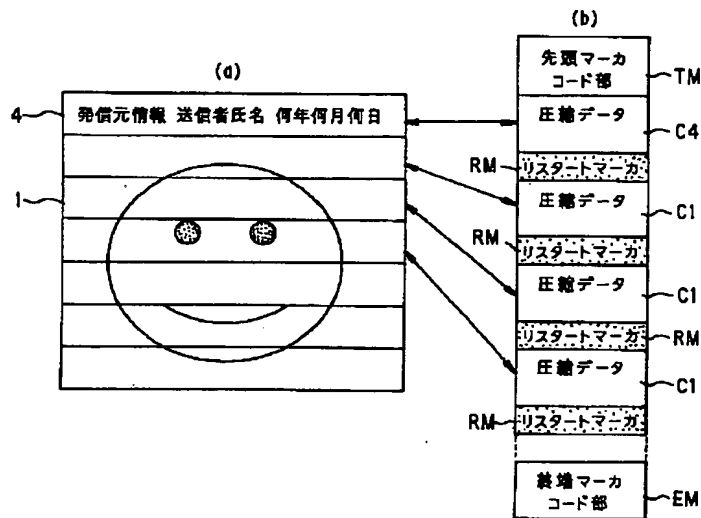 (a)
4 発信元情報 送信者氏名 何年何月何日
1
(b)
先頭マーカ
コード部
TM
圧縮データ
C4
RM リスタートマーカ
圧縮データ
C1
RM リスタートマーカ
圧縮データ
C1
リスタートマーカ RM
圧縮データ
C1
RM リスタートマーカ
終端マーカ
コード部
EM